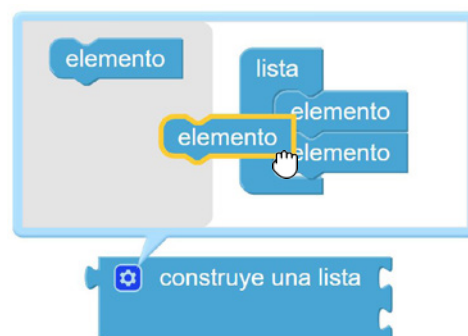 elemento
lista
elemento
elemento
elemento
construye una lista